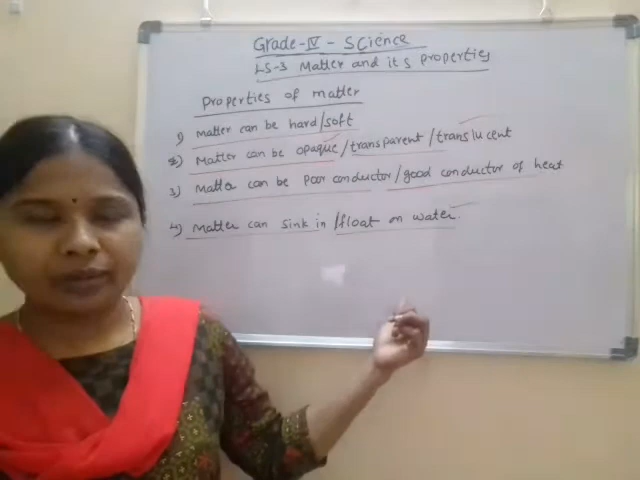 Grade-IV - Science
LS-3 Matter and its properties
Properties of matter
1) Matter can be hard/soft
2) Matter can be opaque/transparent/translucent
3) Matter can be poor conductor/good conductor of heat
4) Matter can sink in/float on water.